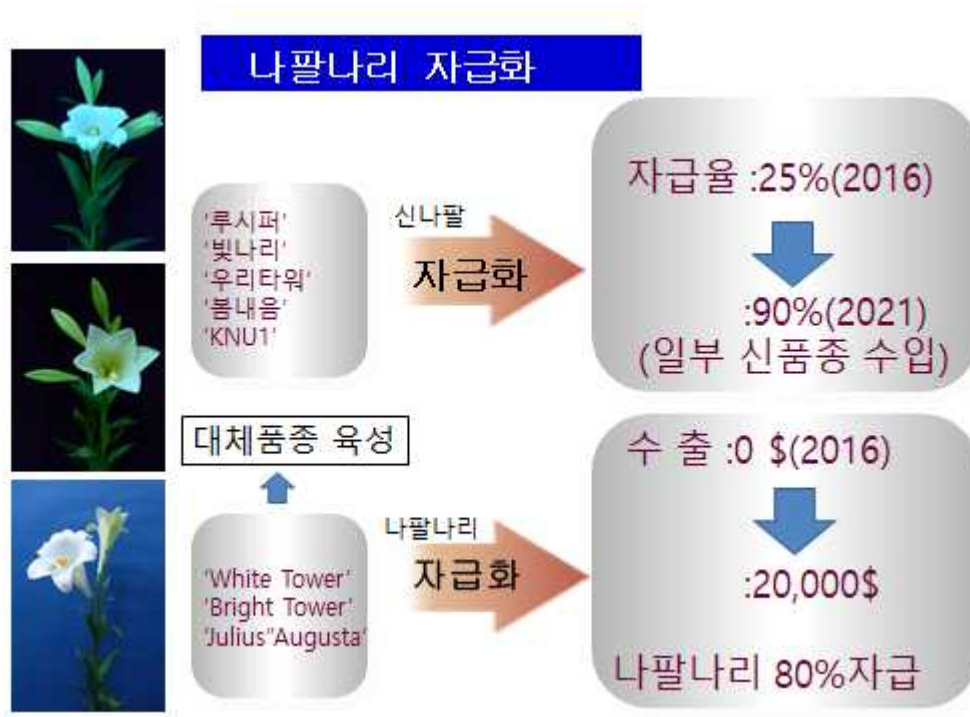 나팔나리 자급화
'루시퍼'
'빛나리'
'우리타워'
'봄내음'
'KNU1'
신나팔
자급화
자급율 :25%(2016)
:90%(2021)
(일부 신품종 수입)
대체품종 육성
'White Tower'
'Bright Tower'
'Julius''Augusta'
나팔나리
자급화
수 출 :0 $(2016)
:20,000$
나팔나리 80%자급